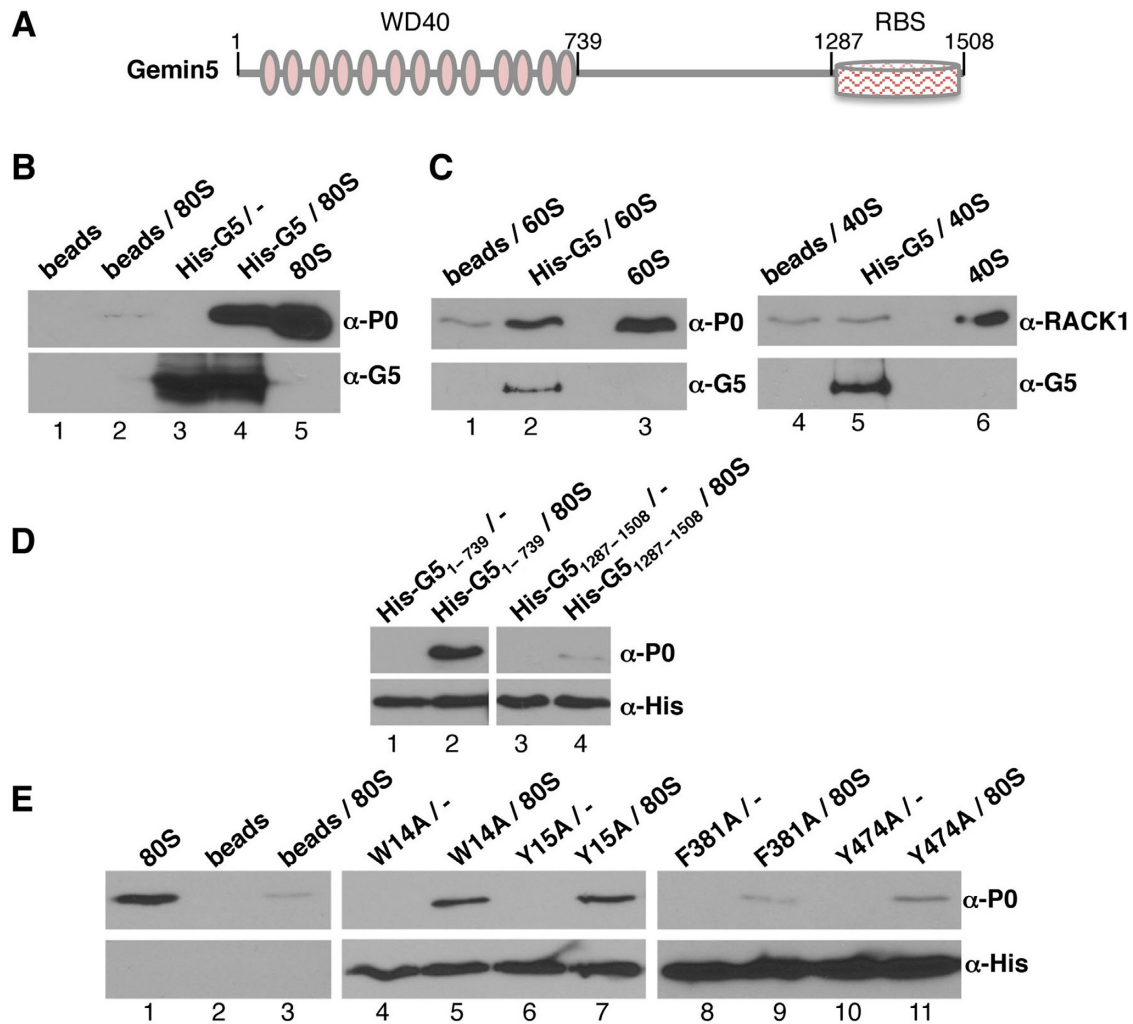 A
WD40
RBS
1
739
1287
1508
Gemin5
B
beads
beads / 80S
His-G5 / -
His-G5 / 80S
80S
α-P0
α-G5
1 2 3 4 5
C
beads / 60S
His-G5 / 60S
60S
α-P0
α-G5
1 2 3
beads / 40S
His-G5 / 40S
40S
α-RACK1
α-G5
4 5 6
D
His-G5₁₋₇₃₉ / -
His-G5₁₋₇₃₉ / 80S
His-G5₁₂₈₇₋₁₅₀₈ / -
His-G5₁₂₈₇₋₁₅₀₈ / 80S
α-P0
α-His
1 2 3 4
E
80S
beads
beads / 80S
W14A / -
W14A / 80S
Y15A / -
Y15A / 80S
F381A / -
F381A / 80S
Y474A / -
Y474A / 80S
α-P0
α-His
1 2 3 4 5 6 7 8 9 10 11